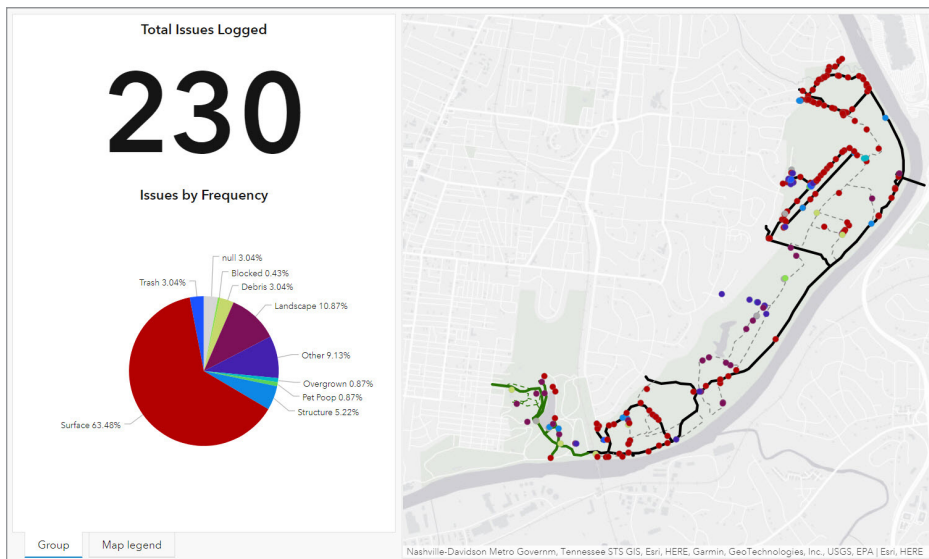 Total Issues Logged
230
Issues by Frequency
null 3.04%
Blocked 0.43%
Trash 3.04%
Debris 3.04%
Landscape 10.87%
Other 9.13%
Overgrown 0.87%
Pet Poop 0.87%
Structure 5.22%
Surface 63.48%
Group
Map legend
Nashville-Davidson Metro Governm, Tennessee STS GIS, Esri, HERE, Garmin, GeoTechnologies, Inc., USGS, EPA | Esri, HERE